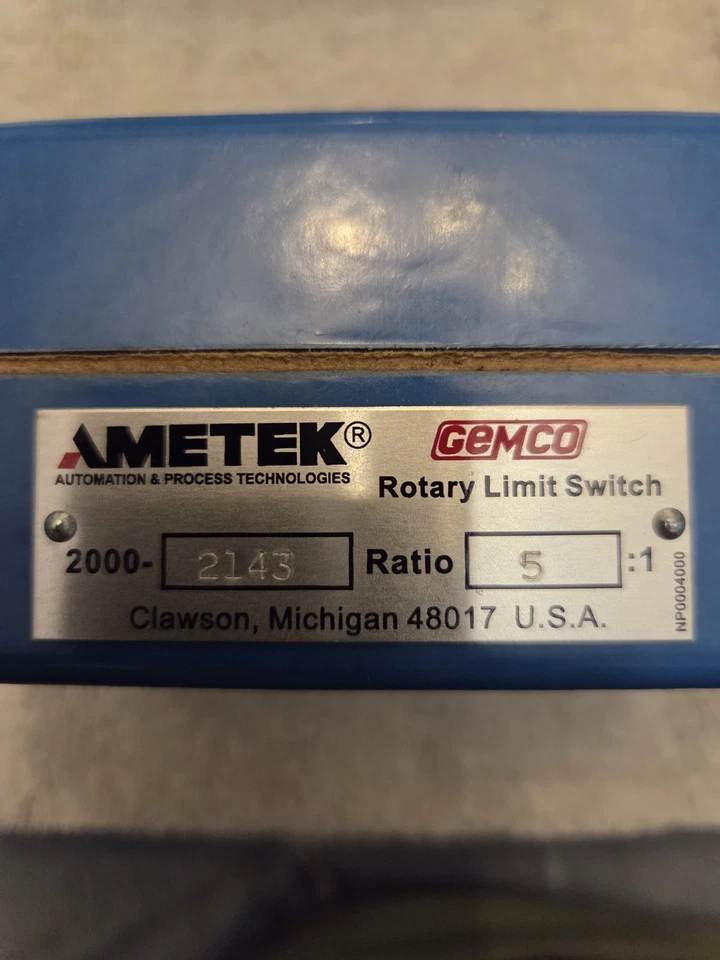 AMETEK® GEMCO
AUTOMATION & PROCESS TECHNOLOGIES
Rotary Limit Switch
2000- 2143 Ratio 5 :1
Clawson, Michigan 48017 U.S.A.
NP0004000